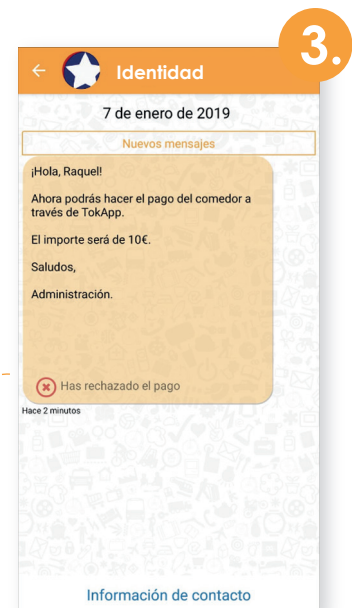 3.
Identidad
7 de enero de 2019
Nuevos mensajes
¡Hola, Raquel!
Ahora podrás hacer el pago del comedor a
través de TokApp.
El importe será de 10€.
Saludos,
Administración.
Has rechazado el pago
Hace 2 minutos
Información de contacto